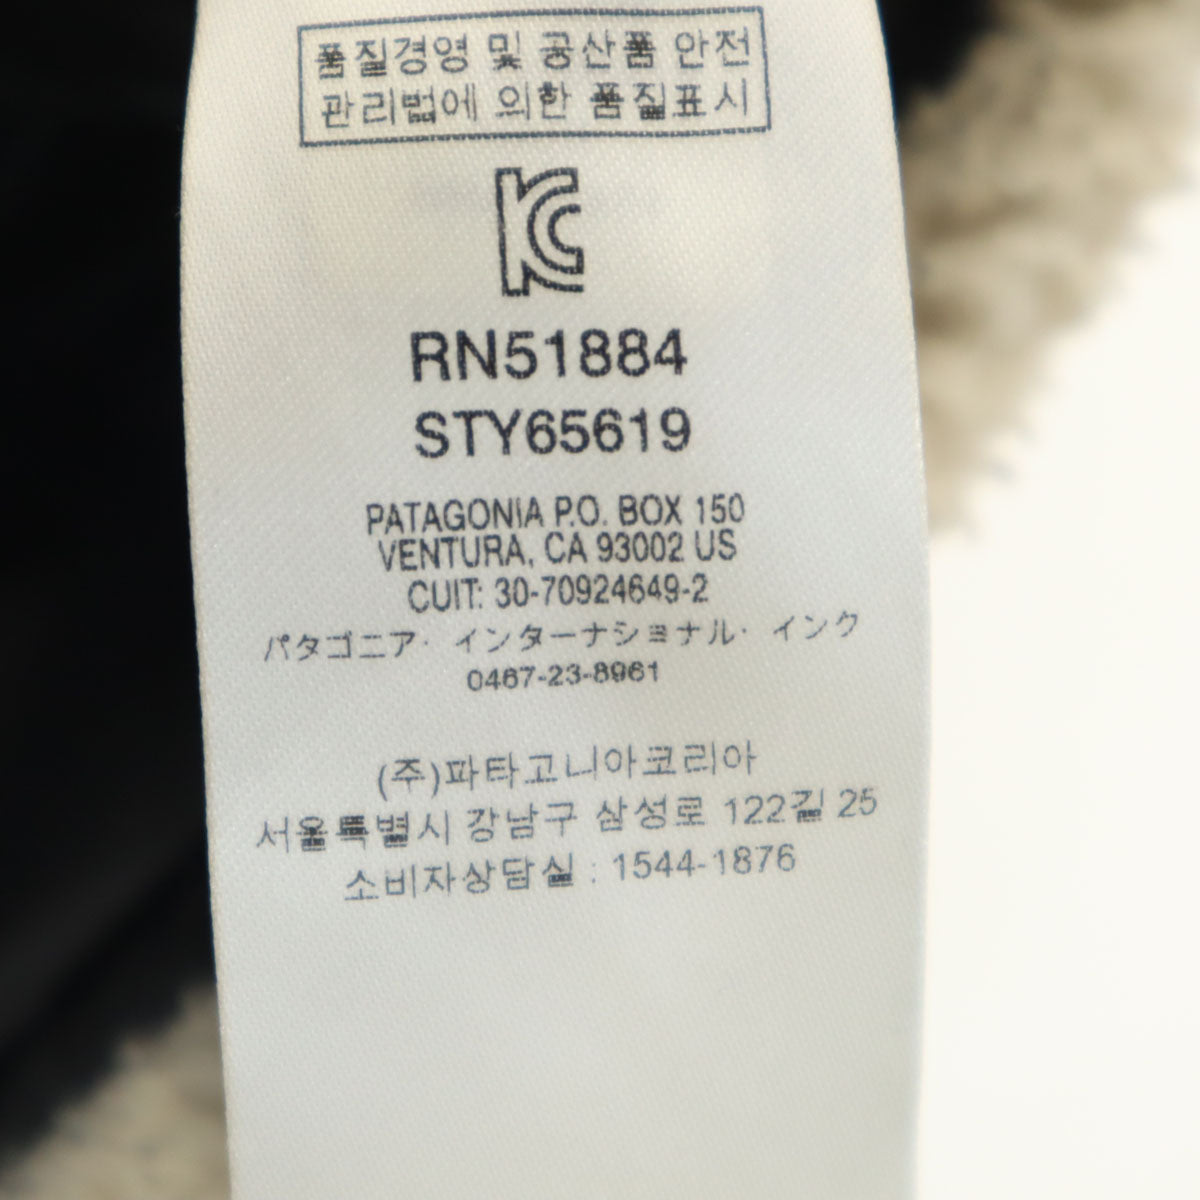 품질경영 및 공산품 안전
관리법에 의한 품질표시
KC
RN51884
STY65619
PATAGONIA P.O. BOX 150
VENTURA, CA 93002 US
CUIT: 30-70924649-2
パタゴニア・インターナショナル・インク
0467-23-8961
(주)파타고니아코리아
서울특별시 강남구 삼성로 122길 25
소비자상담실 : 1544-1876